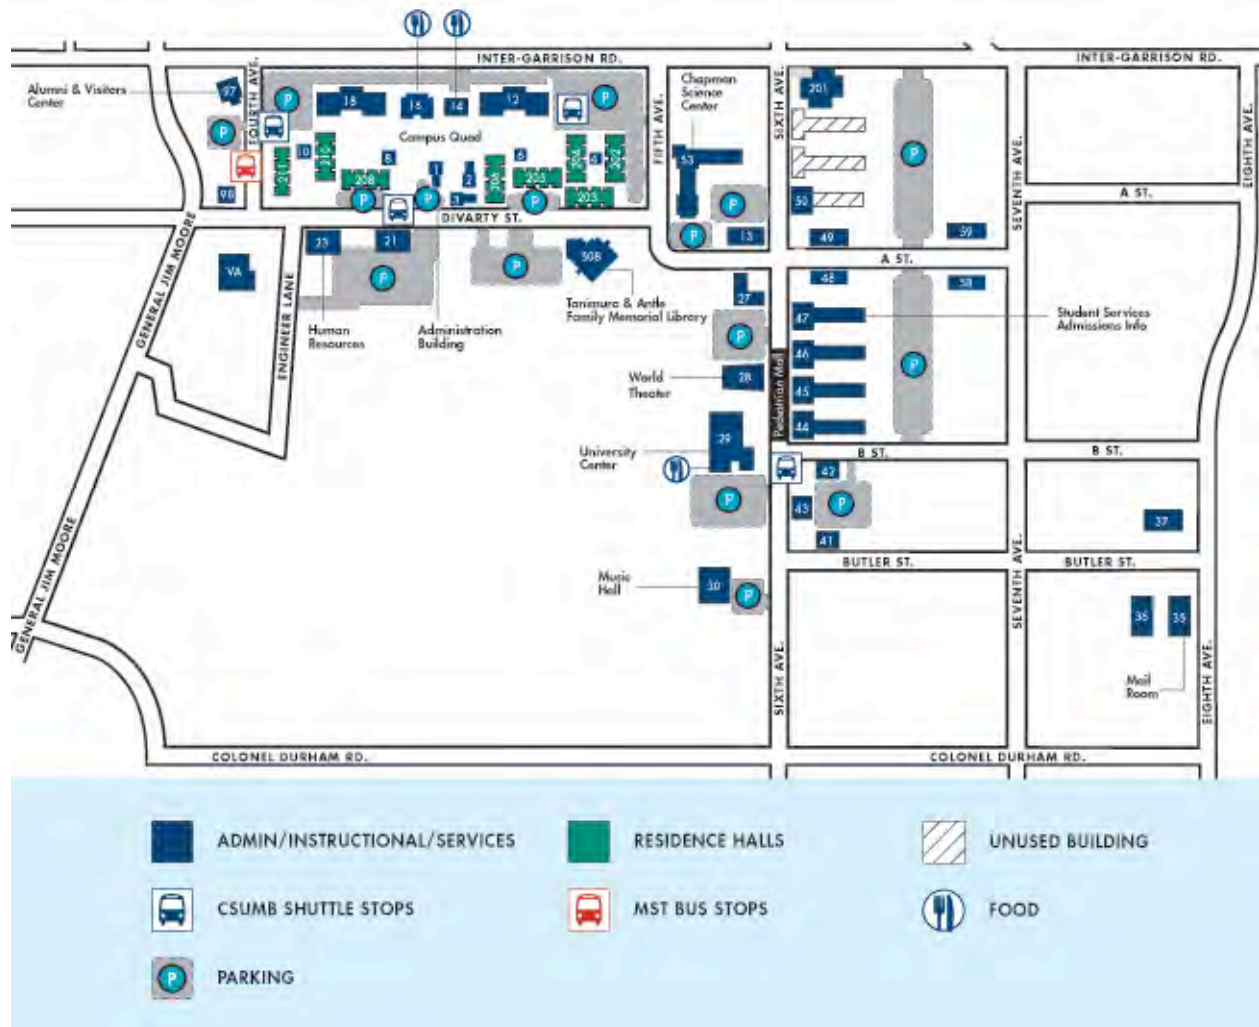 INTER-GARRISON RD.
INTER-GARRISON RD.
Alumni & Visitors
Center
97
FOURTH AVE.
P
18
16
14
12
P
Chapman
Science
Center
FIFTH AVE.
SIXTH AVE.
201
SEVENTH AVE.
EIGHTH AVE.
P
Campus Quad
10
210
8
1
2
6
204
4
202
53
P
98
208
206
205
203
3
P
P
P
P
50
A ST.
DIVARTY ST.
P
13
49
59
A ST.
VA
23
21
P
P
508
27
48
58
GENERAL JIM MOORE
ENGINEER LANE
Human
Resources
Administration
Building
Tanimura & Antle
Family Memorial Library
P
47
Student Services
Admissions Info
46
P
World
Theater
28
Pedestrian Mall
45
44
University
Center
29
B ST.
B ST.
42
P
43
P
41
37
BUTLER ST.
BUTLER ST.
Music
Hall
30
P
SEVENTH AVE.
36
35
GENERAL JIM MOORE
SIXTH AVE.
Mail
Room
EIGHTH AVE.
COLONEL DURHAM RD.
COLONEL DURHAM RD.
ADMIN/INSTRUCTIONAL/SERVICES
RESIDENCE HALLS
UNUSED BUILDING
CSUMB SHUTTLE STOPS
MST BUS STOPS
FOOD
P
PARKING